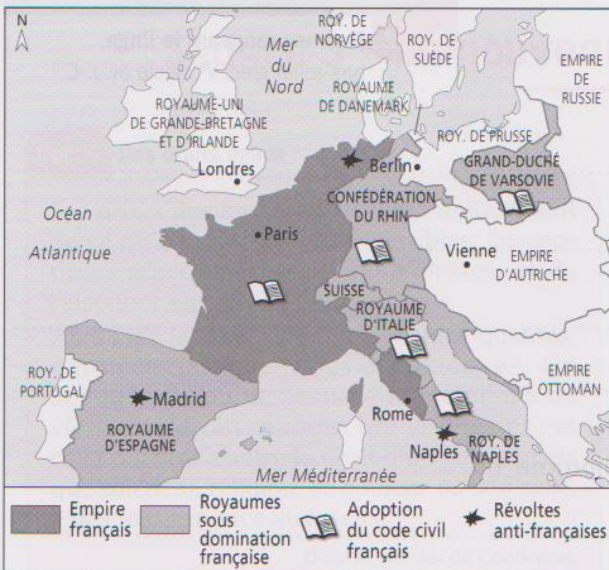 N
Mer
du
Nord
ROY. DE
NORVÈGE
ROY. DE
SUÈDE
EMPIRE
DE
RUSSIE
ROYAUME
DE DANEMARK
ROYAUME-UNI
DE GRANDE-BRETAGNE
ET D'IRLANDE
Londres
ROY. DE PRUSSE
Berlin
GRAND-DUCHÉ
DE VARSOVIE
CONFÉDÉRATION
DU RHIN
Océan
Atlantique
Paris
Vienne
EMPIRE
D'AUTRICHE
SUISSE
ROYAUME
D'ITALIE
ROY. DE
PORTUGAL
Madrid
ROYAUME
D'ESPAGNE
Rome
Naples
ROY. DE
NAPLES
EMPIRE
OTTOMAN
Mer Méditerranée
Empire
français
Royaumes
sous
domination
française
Adoption
du code civil
français
Révoltes
anti-françaises